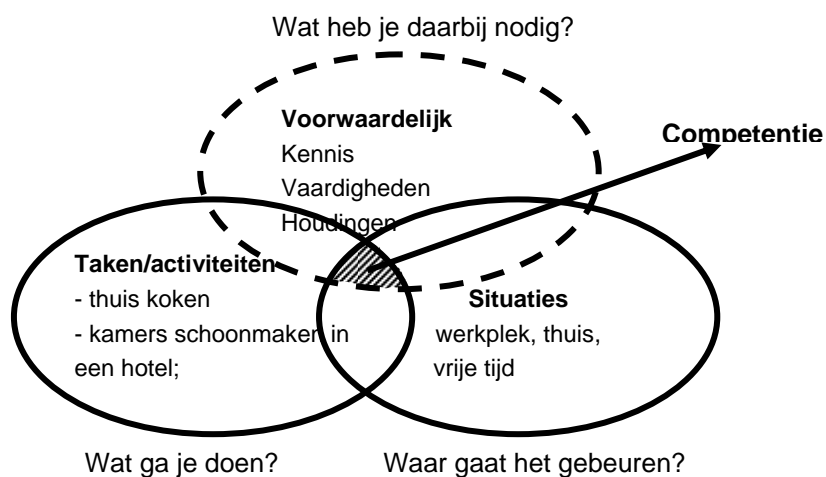 Wat heb je daarbij nodig?
Voorwaardelijk
Kennis
Vaardigheden
Houdingen
Competentie
Taken/activiteiten
- thuis koken
- kamers schoonmaken in
een hotel;
Situaties
werkplek, thuis,
vrije tijd
Wat ga je doen?
Waar gaat het gebeuren?